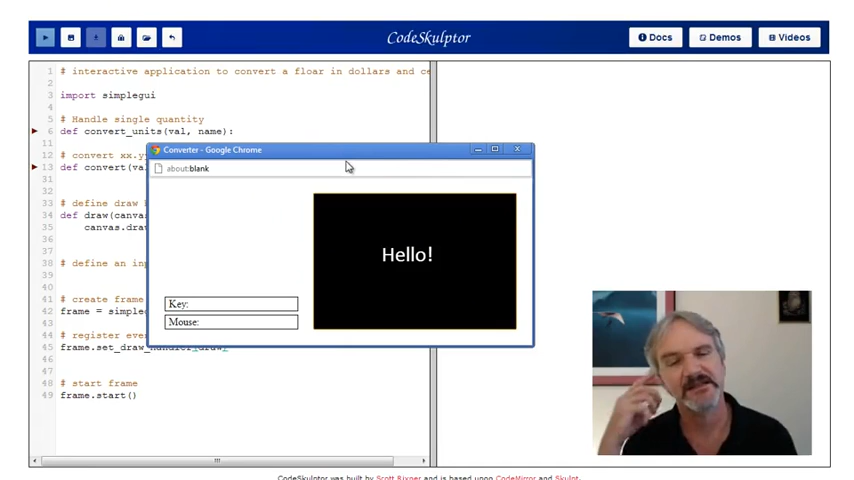 CodeSkulptor
Docs
Demos
Videos
1 # interactive application to convert a floar in dollars and ce
2
3 import simplegui
4
5 # Handle single quantity
6 def convert_units(val, name):
11
12 # convert xx.y
13 def convert(va
31
32
33 # define draw h
34 def draw(canva
35 canvas.dra
36
37
38 # define an in
39
40
41 # create frame
42 frame = simple
43
44 # register eve
45 frame.set_draw_handler(draw)
46
47
48 # start frame
49 frame.start()
Converter - Google Chrome
about:blank
Hello!
Key:
Mouse:
CodeSkulptor was built by Scott Rixner and is based upon CodeMirror and Skulpt.